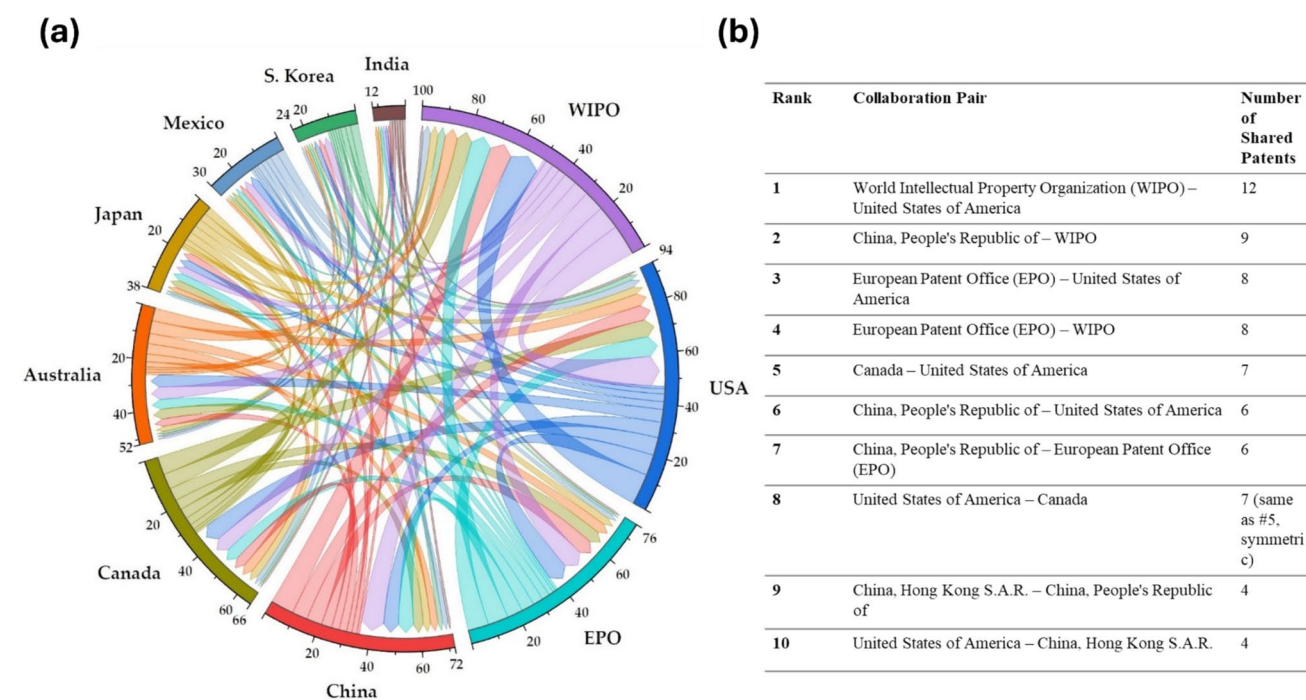 (a)
India
S. Korea
12
100
80
WIPO
24
20
60
Mexico
40
20
30
20
Japan
20
94
38
80
60
Australia
20
USA
40
40
52
20
20
76
Canada
40
60
60
66
40
EPO
20
20
40
60
72
China
(b)
Rank Collaboration Pair Number
of
Shared
Patents
1 World Intellectual Property Organization (WIPO) – 12
United States of America
2 China, People's Republic of – WIPO 9
3 European Patent Office (EPO) – United States of 8
America
4 European Patent Office (EPO) – WIPO 8
5 Canada – United States of America 7
6 China, People's Republic of – United States of America 6
7 China, People's Republic of – European Patent Office 6
(EPO)
8 United States of America – Canada 7 (same
as #5,
symmetri
c)
9 China, Hong Kong S.A.R. – China, People's Republic 4
of
10 United States of America – China, Hong Kong S.A.R. 4